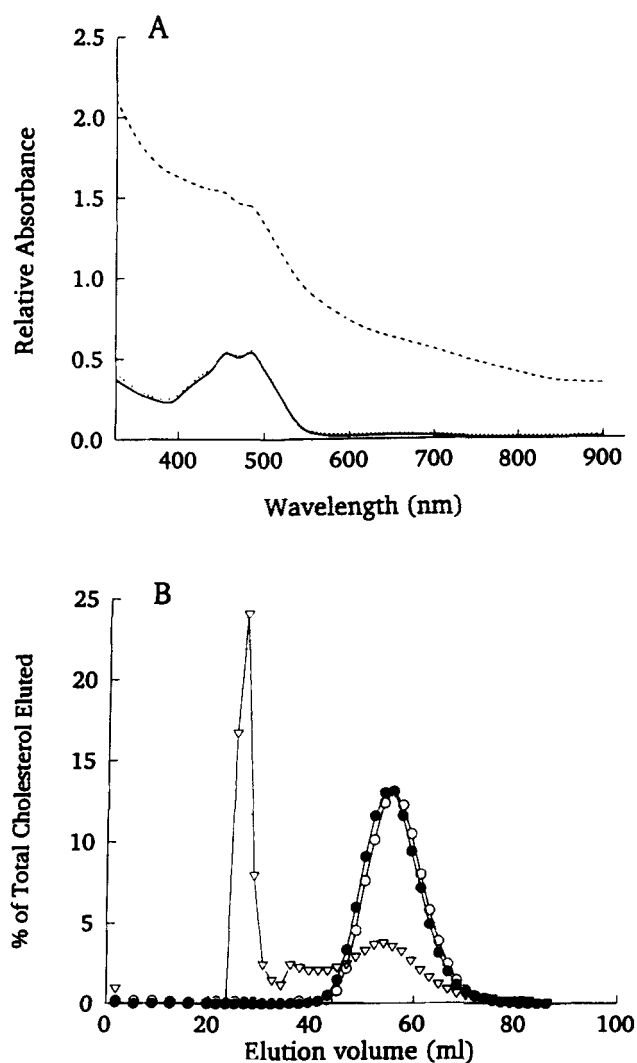 A
2.5
2.0
1.5
1.0
0.5
0.0
Relative Absorbance
400 500 600 700 800 900
Wavelength (nm)
B
25
20
15
10
5
0
% of Total Cholesterol Eluted
0 20 40 60 80 100
Elution volume (ml)